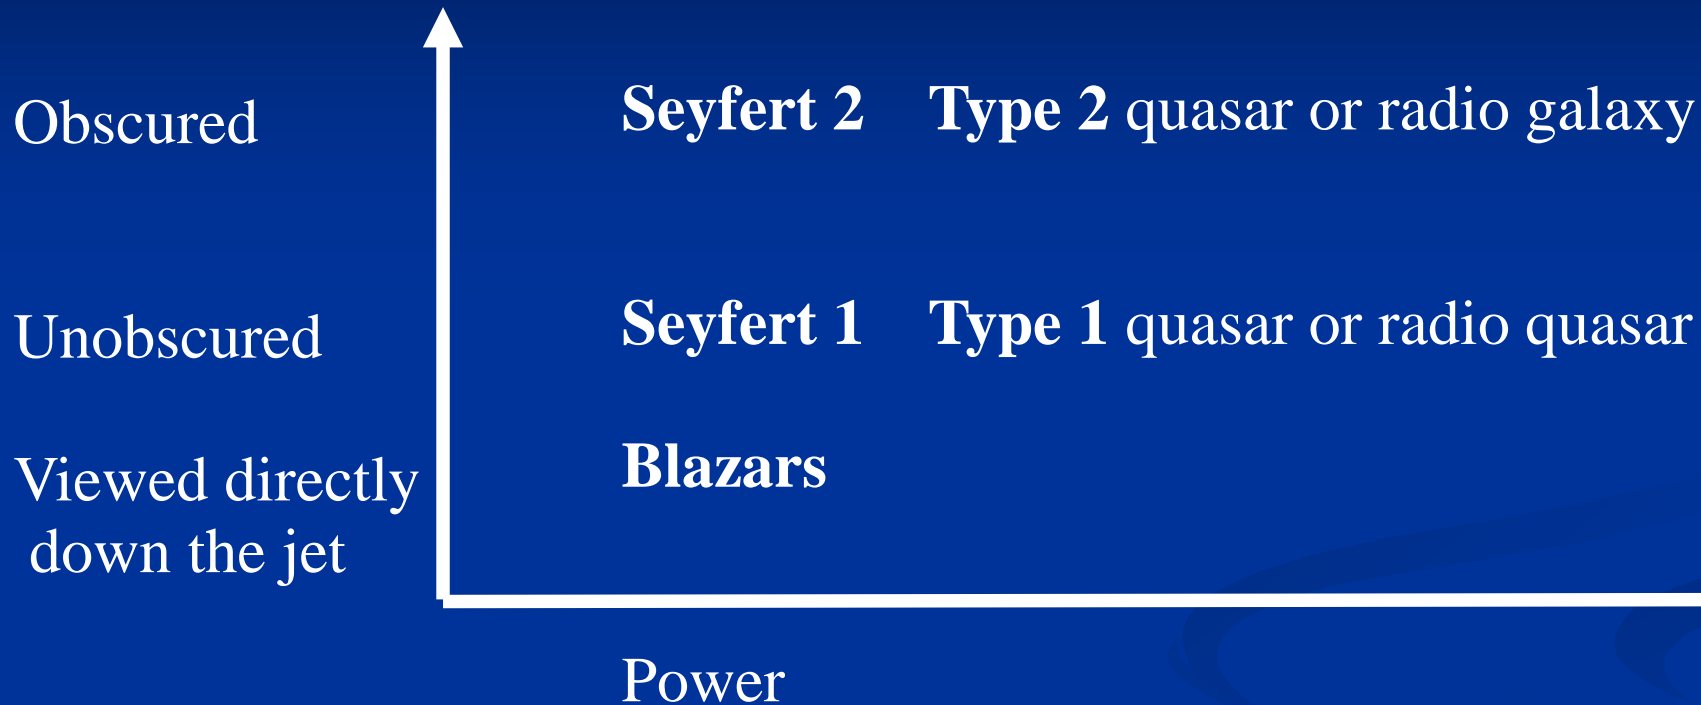 Obscured
Seyfert 2 Type 2 quasar or radio galaxy
Unobscured
Seyfert 1 Type 1 quasar or radio quasar
Viewed directly
down the jet
Blazars
Power